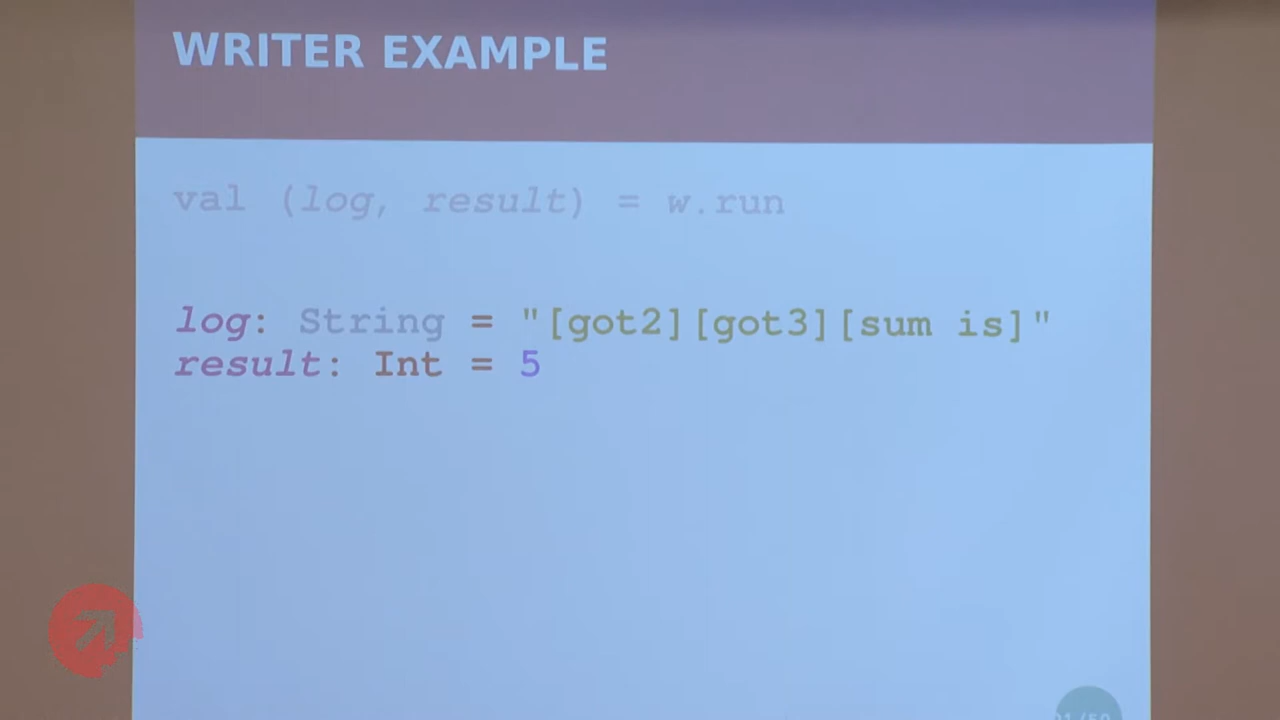 WRITER EXAMPLE
val (log, result) = w.run
log: String = "[got2][got3][sum is]"
result: Int = 5